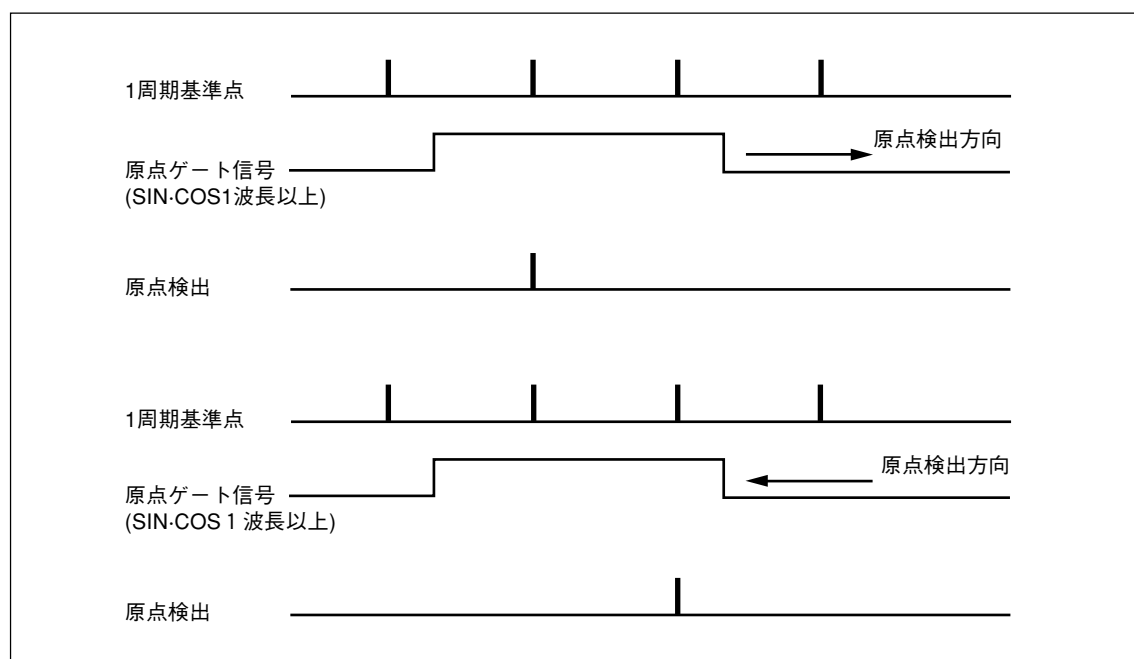 1周期基準点
原点検出方向
原点ゲート信号
(SIN·COS1波長以上)
原点検出
1周期基準点
原点検出方向
原点ゲート信号
(SIN·COS 1 波長以上)
原点検出